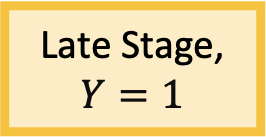 Late Stage,
Y = 1